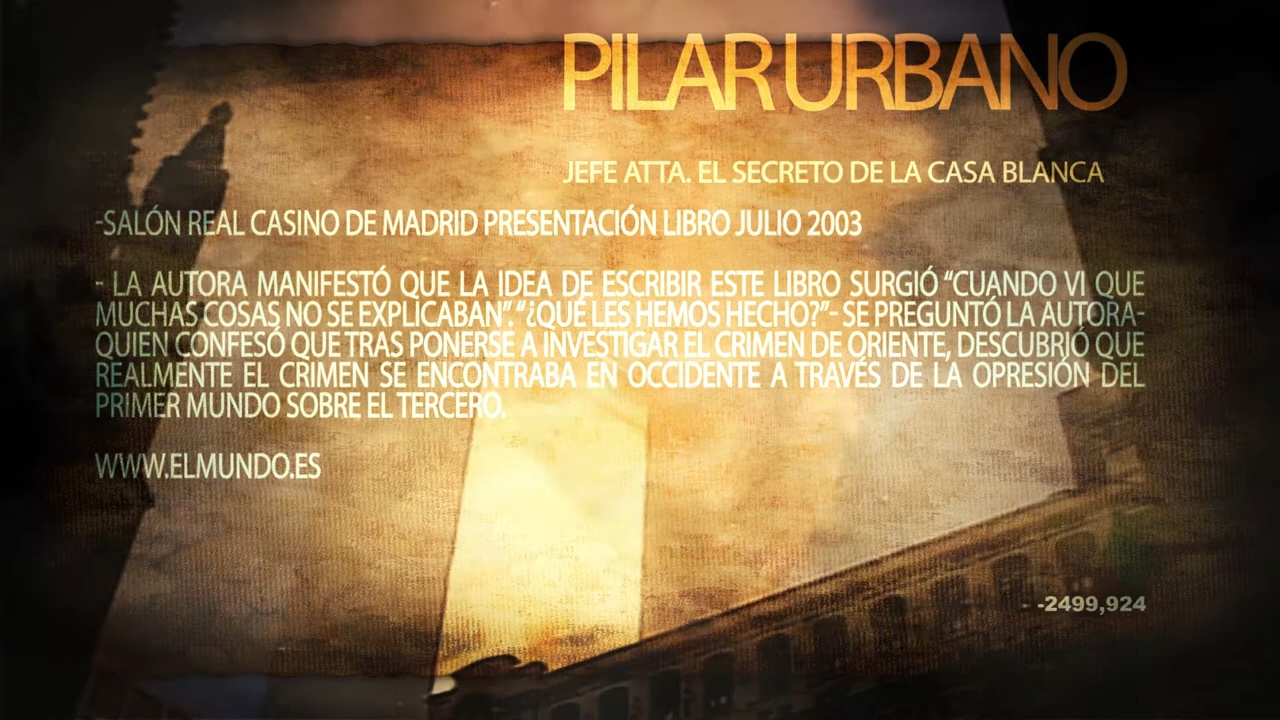 PILAR URBANO
JEFE ATTA. EL SECRETO DE LA CASA BLANCA
-SALÓN REAL CASINO DE MADRID PRESENTACIÓN LIBRO JULIO 2003
- LA AUTORA MANIFESTÓ QUE LA IDEA DE ESCRIBIR ESTE LIBRO SURGIÓ “CUANDO VI QUE
MUCHAS COSAS NO SE EXPLICABAN”. “¿QUÉ LES HEMOS HECHO?”- SE PREGUNTÓ LA AUTORA-
QUIEN CONFESÓ QUE TRAS PONERSE A INVESTIGAR EL CRIMEN DE ORIENTE, DESCUBRIÓ QUE
REALMENTE EL CRIMEN SE ENCONTRABA EN OCCIDENTE A TRAVÉS DE LA OPRESIÓN DEL
PRIMER MUNDO SOBRE EL TERCERO.
WWW.ELMUNDO.ES
-2499,924